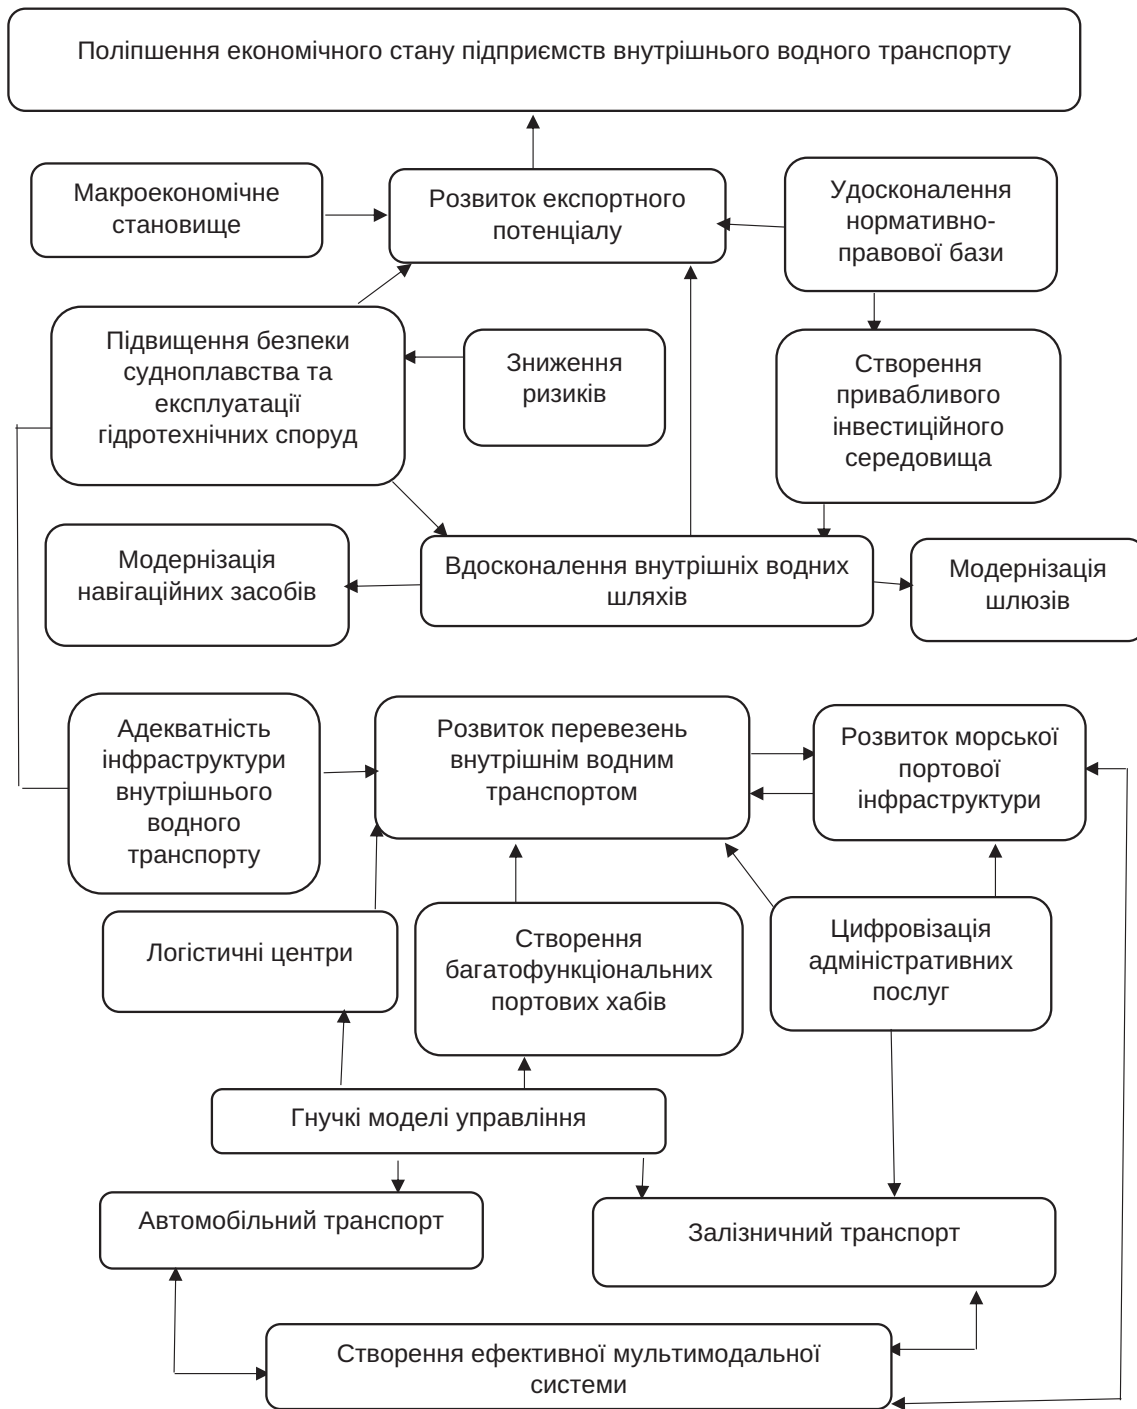 Поліпшення економічного стану підприємств внутрішнього водного транспорту
Макроекономічне
становище
Розвиток експортного
потенціалу
Удосконалення
нормативно-
правової бази
Підвищення безпеки
судноплавства та
експлуатації
гідротехнічних споруд
Зниження
ризиків
Створення
привабливого
інвестиційного
середовища
Модернізація
навігаційних засобів
Вдосконалення внутрішніх водних
шляхів
Модернізація
шлюзів
Адекватність
інфраструктури
внутрішнього
водного
транспорту
Розвиток перевезень
внутрішнім водним
транспортом
Розвиток морської
портової
інфраструктури
Логістичні центри
Створення
багатофункціональних
портових хабів
Цифровізація
адміністративних
послуг
Гнучкі моделі управління
Автомобільний транспорт
Залізничний транспорт
Створення ефективної мультимодальної
системи